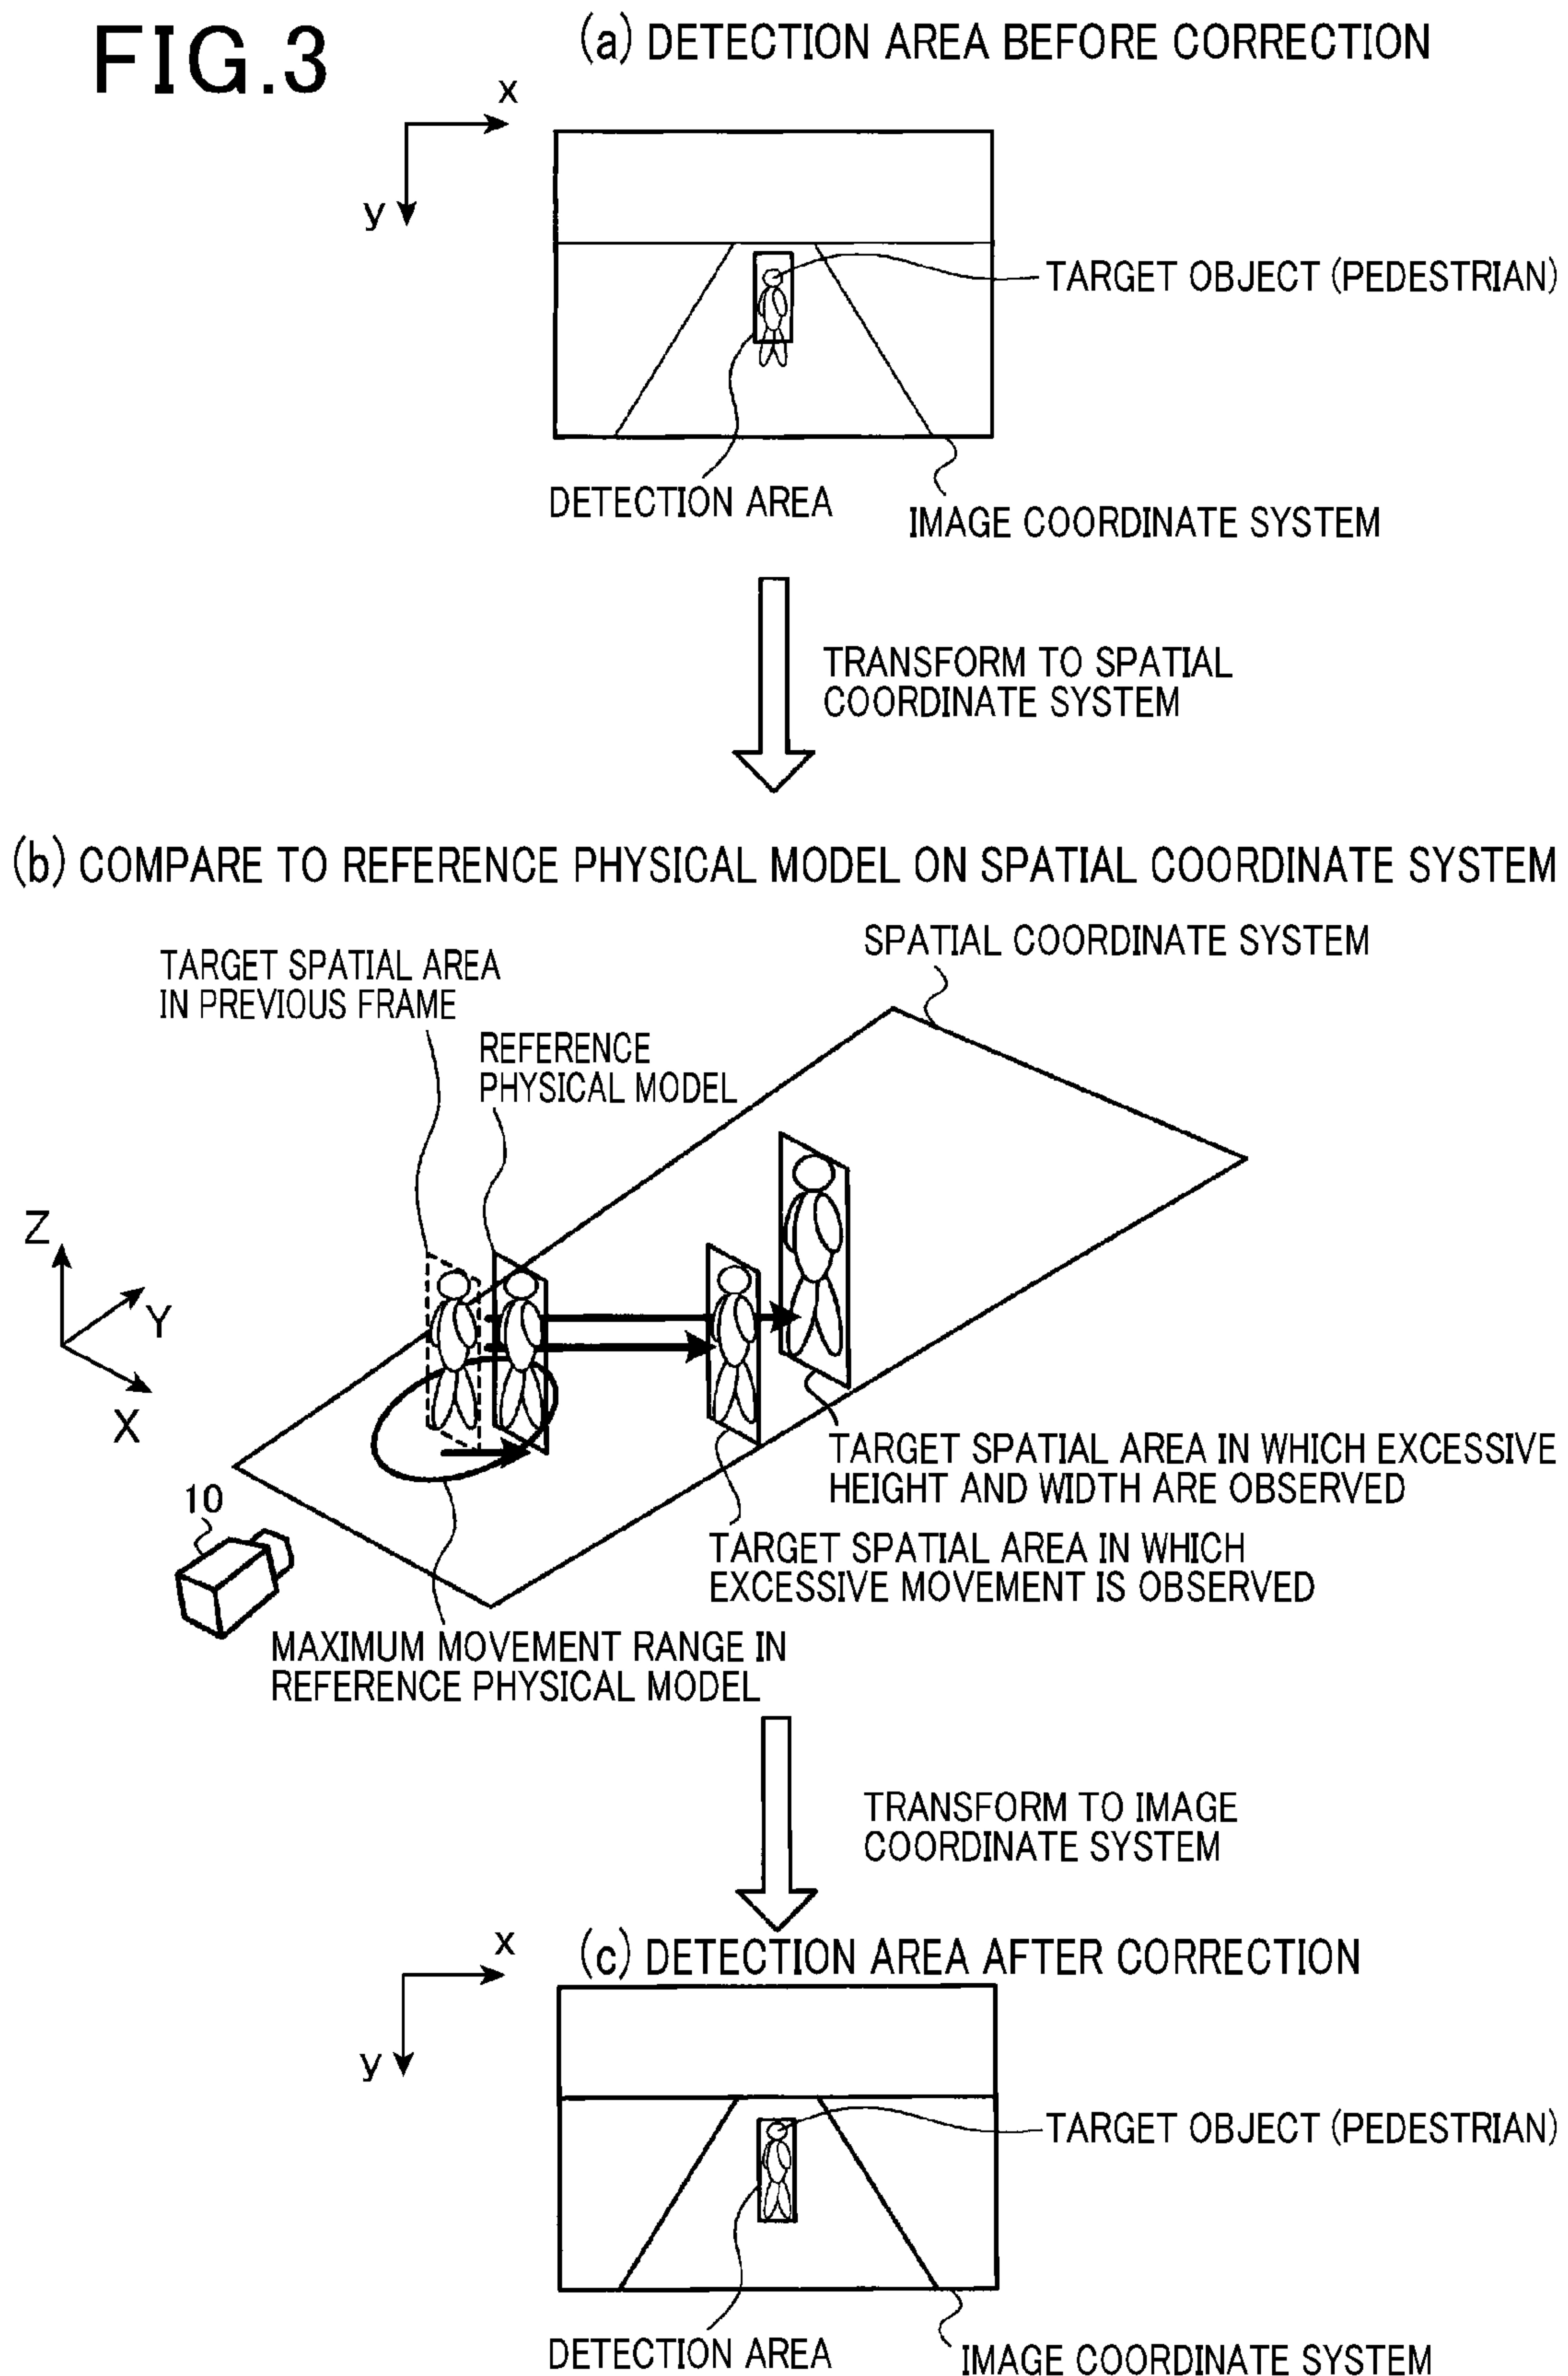 FIG.3
(a) DETECTION AREA BEFORE CORRECTION
x
y
TARGET OBJECT (PEDESTRIAN)
DETECTION AREA
IMAGE COORDINATE SYSTEM
TRANSFORM TO SPATIAL
COORDINATE SYSTEM
(b) COMPARE TO REFERENCE PHYSICAL MODEL ON SPATIAL COORDINATE SYSTEM
SPATIAL COORDINATE SYSTEM
TARGET SPATIAL AREA
IN PREVIOUS FRAME
REFERENCE
PHYSICAL MODEL
Z
Y
X
TARGET SPATIAL AREA IN WHICH EXCESSIVE
HEIGHT AND WIDTH ARE OBSERVED
10
TARGET SPATIAL AREA IN WHICH
EXCESSIVE MOVEMENT IS OBSERVED
MAXIMUM MOVEMENT RANGE IN
REFERENCE PHYSICAL MODEL
TRANSFORM TO IMAGE
COORDINATE SYSTEM
(c) DETECTION AREA AFTER CORRECTION
x
y
TARGET OBJECT (PEDESTRIAN)
DETECTION AREA
IMAGE COORDINATE SYSTEM